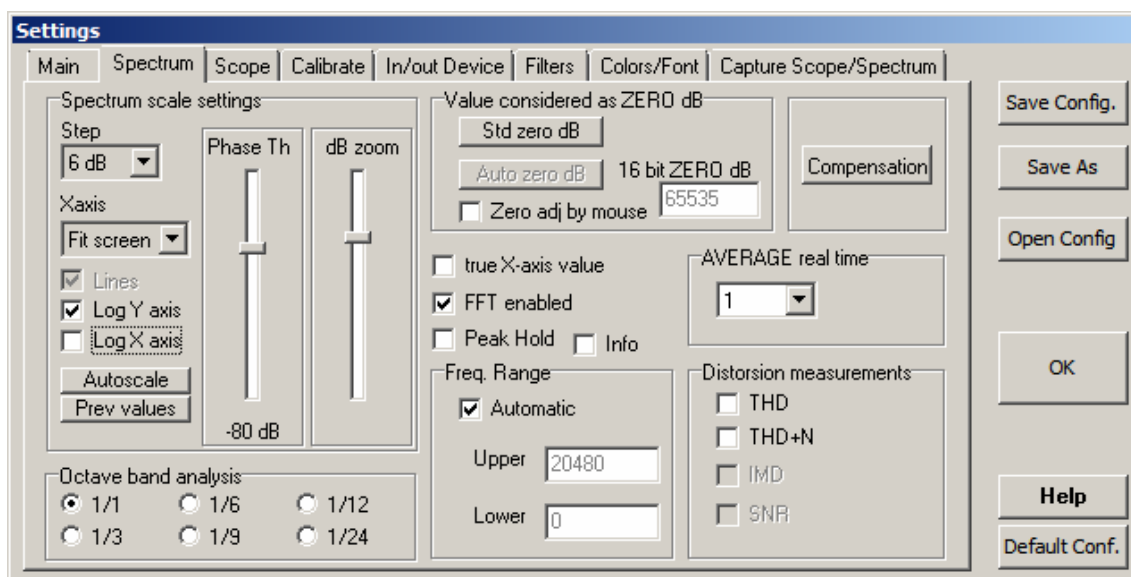 Settings
Main Spectrum Scope Calibrate In/out Device Filters Colors/Font Capture Scope/Spectrum
Spectrum scale settings
Step
6 dB
Xaxis
Fit screen
Lines
Log Y axis
Log X axis
Autoscale
Prev values
Phase Th
-80 dB
dB zoom
Octave band analysis
1/1 1/6 1/12
1/3 1/9 1/24
Value considered as ZERO dB
Std zero dB
Auto zero dB 16 bit ZERO dB
Zero adj by mouse 65535
Compensation
true X-axis value
FFT enabled
Peak Hold Info
AVERAGE real time
1
Freq. Range
Automatic
Upper 20480
Lower 0
Distorsion measurements
THD
THD+N
IMD
SNR
Save Config.
Save As
Open Config
OK
Help
Default Conf.